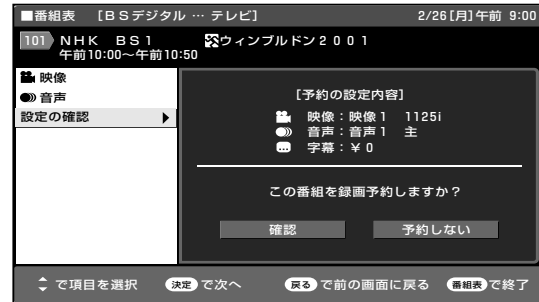 ■番組表 [BSデジタル … テレビ] 2/26[月]午前 9:00
101 NHK BS1 ウィンブルドン2001
午前10:00〜午前10:50
映像
音声
設定の確認
[予約の設定内容]
映像：映像1 1125i
音声：音声1 主
字幕：¥0
この番組を録画予約しますか？
確認 予約しない
で項目を選択 決定 で次へ 戻る で前の画面に戻る 番組表 で終了